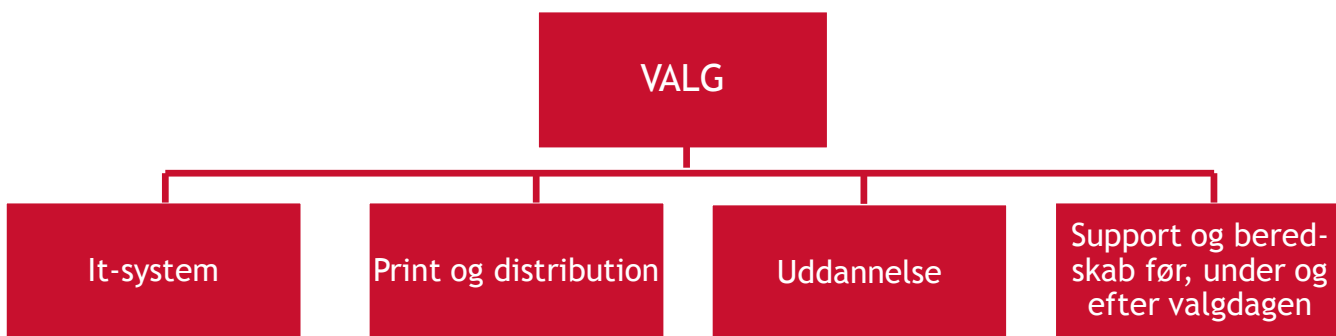 VALG
It-system
Print og distribution
Uddannelse
Support og bered-
skab før, under og
efter valgdagen